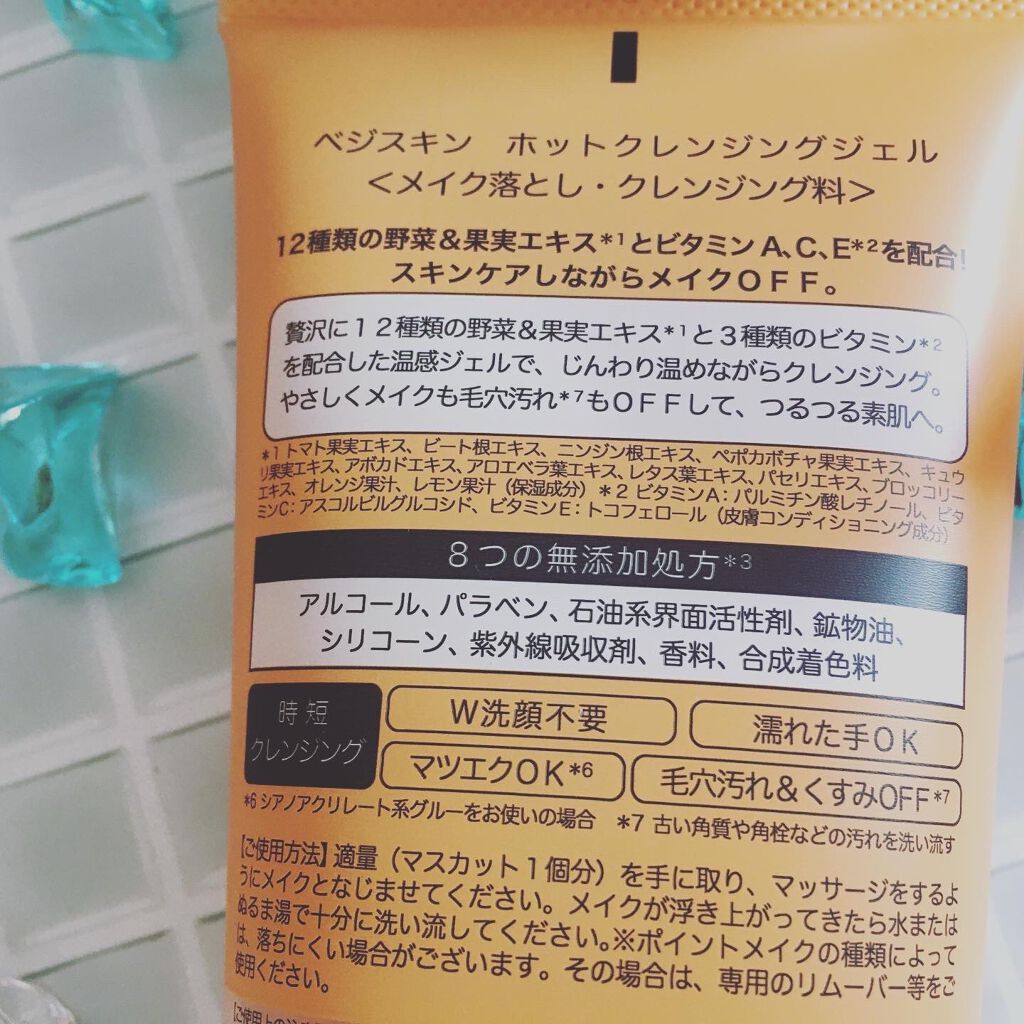 ベジスキン ホットクレンジングジェル
＜メイク落とし・クレンジング料＞
12種類の野菜＆果実エキス*1とビタミンA、C、E*2を配合!
スキンケアしながらメイクOFF。
贅沢に12種類の野菜＆果実エキス*1と3種類のビタミン*2
を配合した温感ジェルで、じんわり温めながらクレンジング。
やさしくメイクも毛穴汚れ*7もOFFして、つるつる素肌へ。
*1 トマト果実エキス、ビート根エキス、ニンジン根エキス、ペポカボチャ果実エキス、キュウ
リ果実エキス、アボカドエキス、アロエベラ葉エキス、レタス葉エキス、パセリエキス、ブロッコリー
エキス、オレンジ果汁、レモン果汁（保湿成分）*2 ビタミンA：パルミチン酸レチノール、ビタ
ミンC：アスコルビルグルコシド、ビタミンE：トコフェロール（皮膚コンディショニング成分）
8つの無添加処方*3
アルコール、パラベン、石油系界面活性剤、鉱物油、
シリコーン、紫外線吸収剤、香料、合成着色料
時短
クレンジング
W洗顔不要
濡れた手OK
マツエクOK*6
毛穴汚れ＆くすみOFF*7
*6 シアノアクリレート系グルーをお使いの場合 *7 古い角質や角栓などの汚れを洗い流す
【ご使用方法】適量（マスカット1個分）を手に取り、マッサージをするよ
うにメイクとなじませてください。メイクが浮き上がってきたら水または
ぬるま湯で十分に洗い流してください。※ポイントメイクの種類によって
は、落ちにくい場合がございます。その場合は、専用のリムーバー等をご
使用ください。